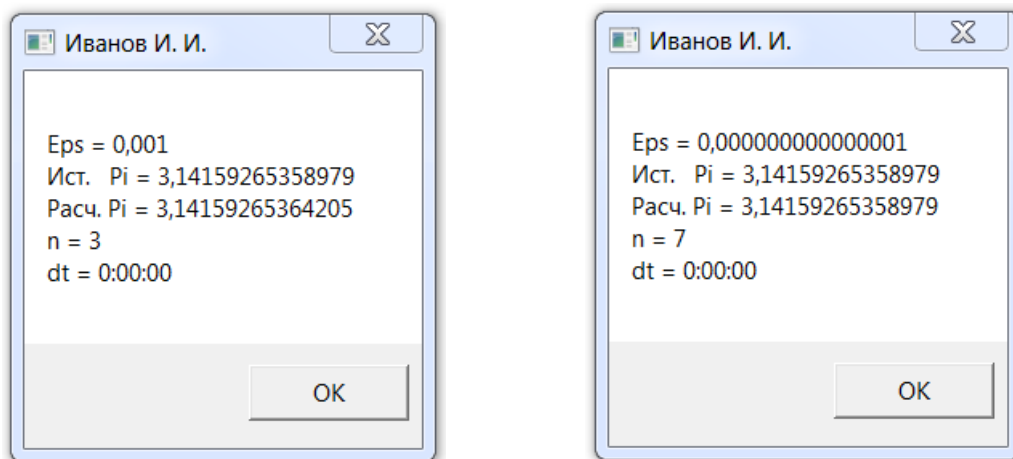 Иванов И. И.
Eps = 0,001
Ист.   Pi = 3,14159265358979
Расч. Pi = 3,14159265364205
n = 3
dt = 0:00:00
OK
Иванов И. И.
Eps = 0,000000000000001
Ист.   Pi = 3,14159265358979
Расч. Pi = 3,14159265358979
n = 7
dt = 0:00:00
OK